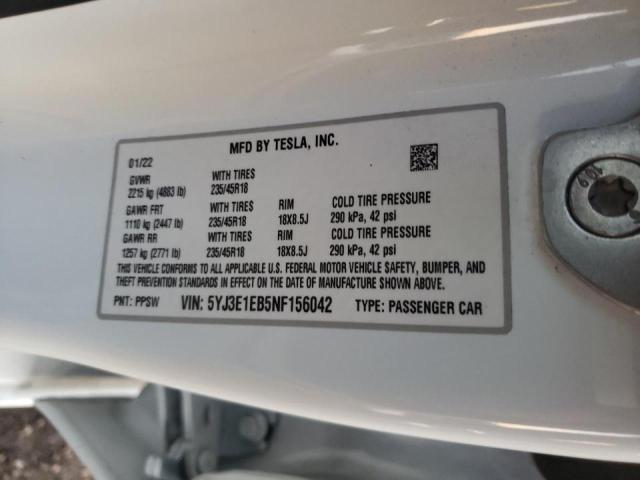 MFD BY TESLA, INC.
01/22
GVWR WITH TIRES
2215 kg (4883 lb) 235/45R18
GAWR FRT WITH TIRES RIM COLD TIRE PRESSURE
1110 kg (2447 lb) 235/45R18 18X8.5J 290 kPa, 42 psi
GAWR RR WITH TIRES RIM COLD TIRE PRESSURE
1257 kg (2771 lb) 235/45R18 18X8.5J 290 kPa, 42 psi
THIS VEHICLE CONFORMS TO ALL APPLICABLE U.S. FEDERAL MOTOR VEHICLE SAFETY, BUMPER, AND
THEFT PREVENTION STANDARDS IN EFFECT ON THE DATE OF MANUFACTURE SHOWN ABOVE.
PNT: PPSW VIN: 5YJ3E1EB5NF156042 TYPE: PASSENGER CAR